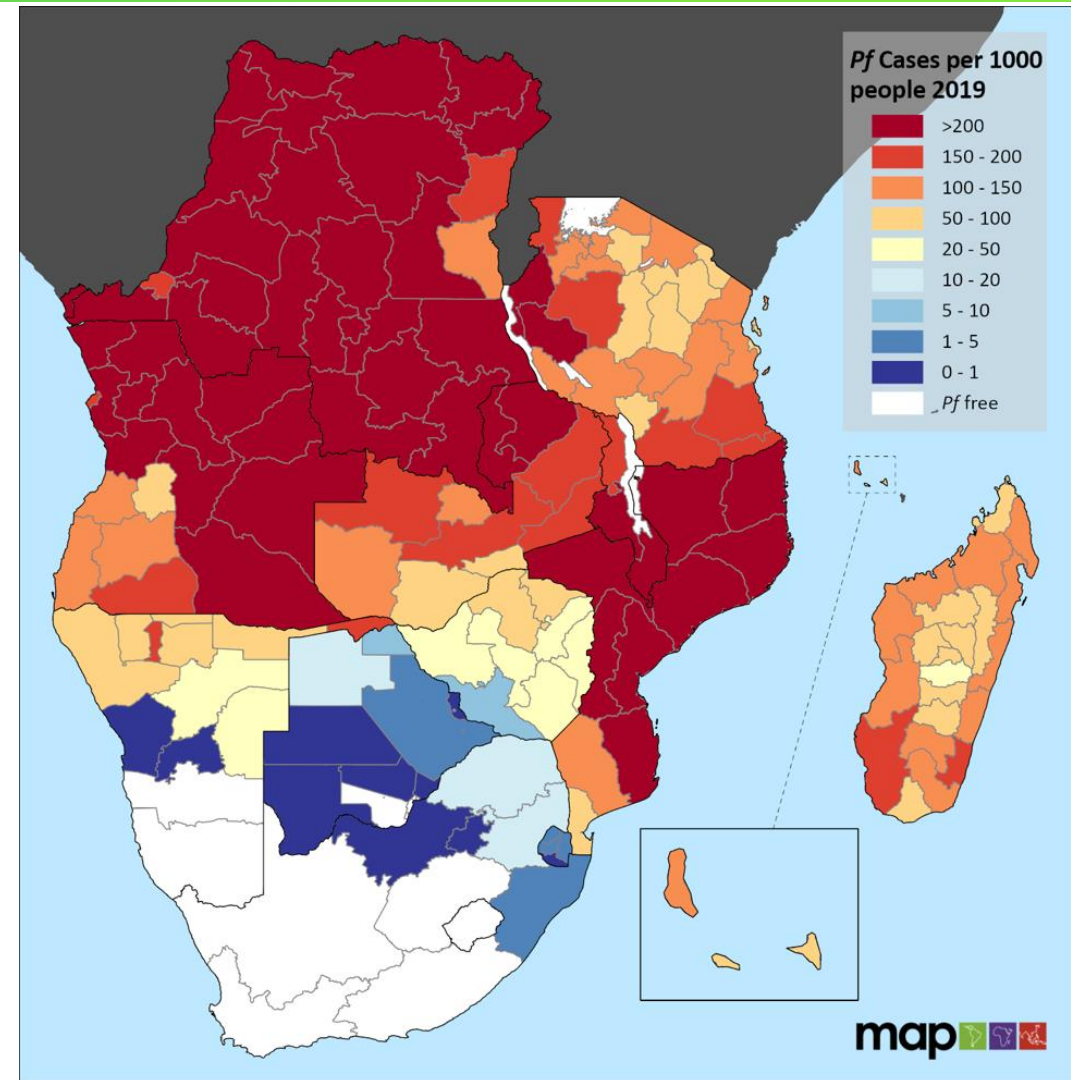 Pf Cases per 1000
people 2019
>200
150 - 200
100 - 150
50 - 100
20 - 50
10 - 20
5 - 10
1 - 5
0 - 1
Pf free
map